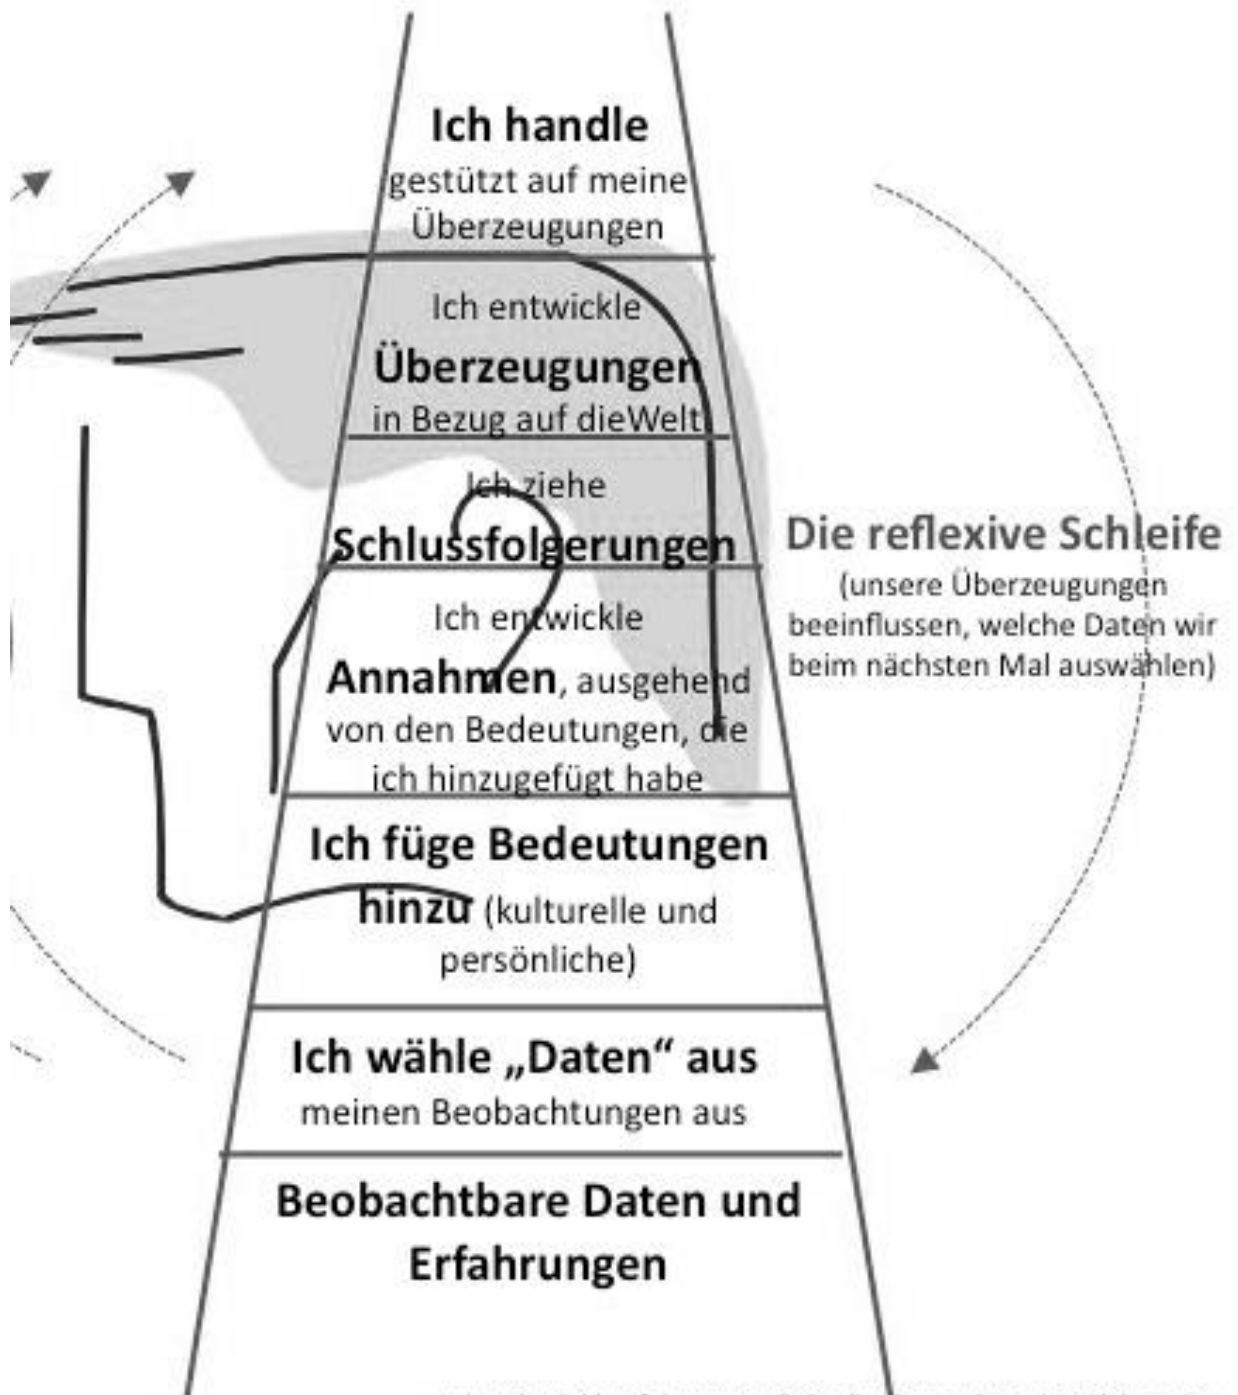 Ich handle
gestützt auf meine
Überzeugungen
Ich entwickle
Überzeugungen
in Bezug auf dieWelt
Ich ziehe
Schlussfolgerungen
Ich entwickle
Annahmen, ausgehend
von den Bedeutungen, die
ich hinzugefügt habe
Ich füge Bedeutungen
hinzu (kulturelle und
persönliche)
Ich wähle „Daten“ aus
meinen Beobachtungen aus
Beobachtbare Daten und
Erfahrungen
Die reflexive Schleife
(unsere Überzeugungen
beeinflussen, welche Daten wir
beim nächsten Mal auswählen)